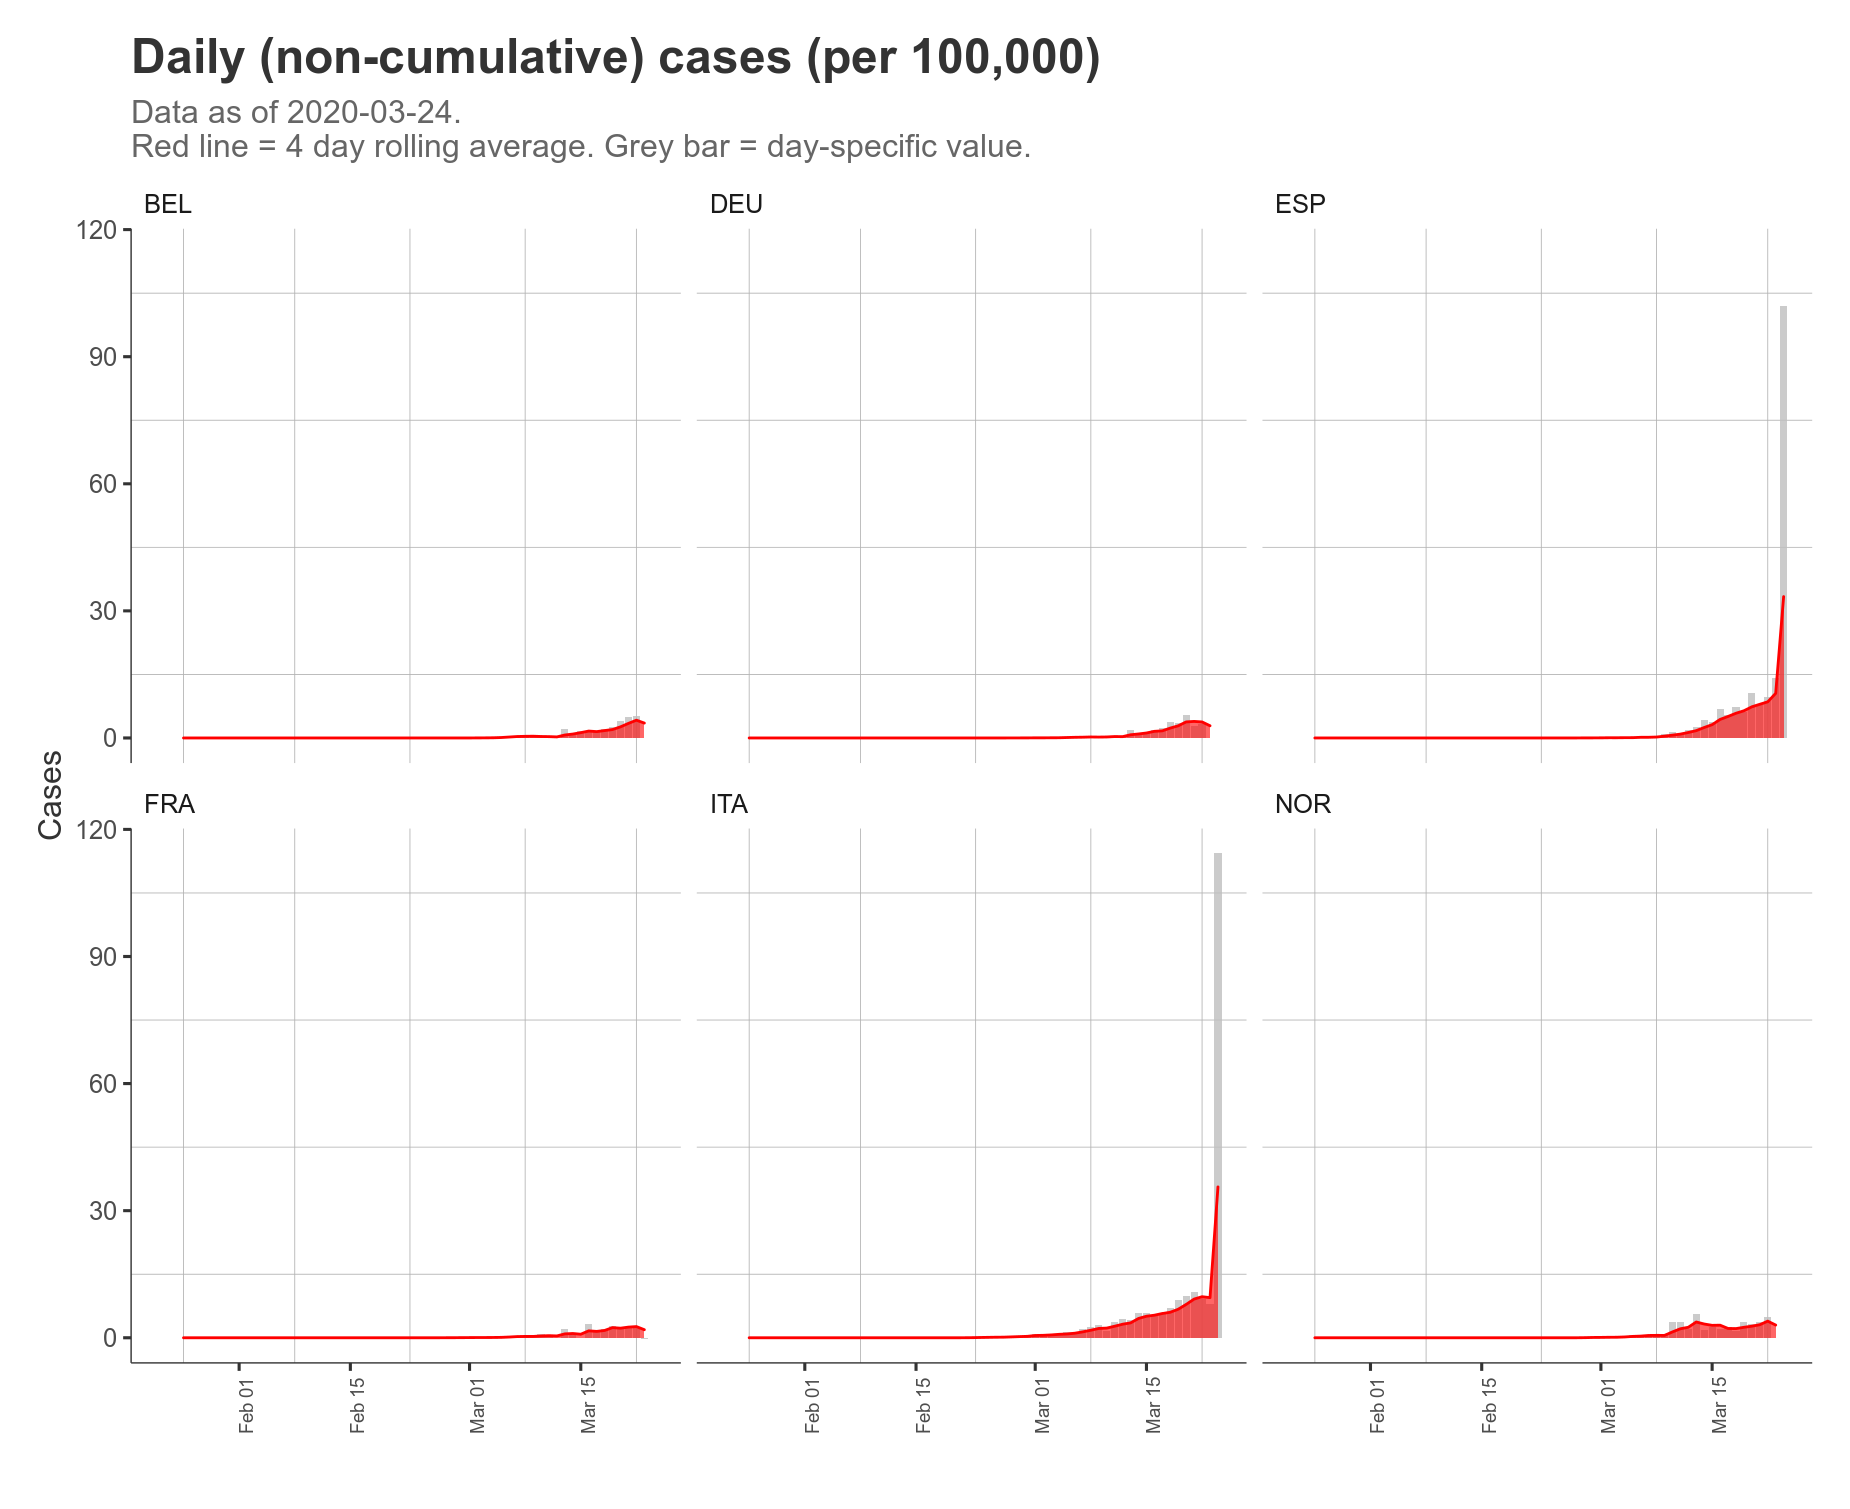 Daily (non-cumulative) cases (per 100,000)
Data as of 2020-03-24.
Red line = 4 day rolling average. Grey bar = day-specific value.
BEL
DEU
ESP
120
90
60
30
0
Cases
FRA
ITA
NOR
120
90
60
30
0
Feb 01
Feb 15
Mar 01
Mar 15
Feb 01
Feb 15
Mar 01
Mar 15
Feb 01
Feb 15
Mar 01
Mar 15